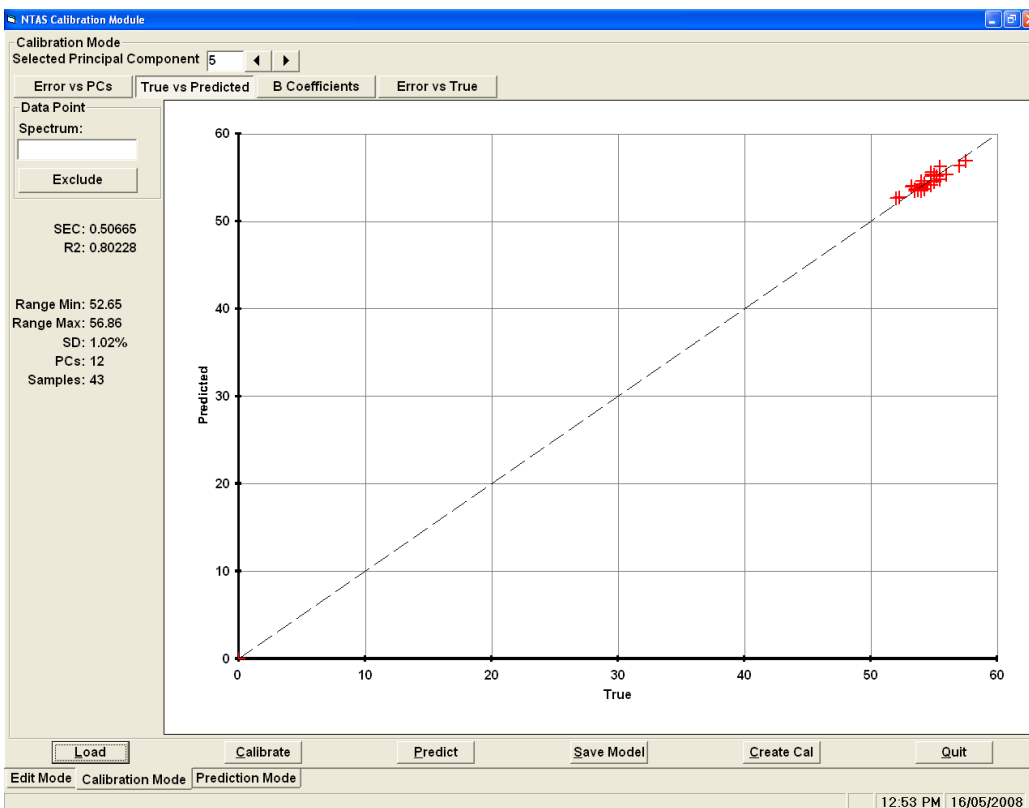 NTAS Calibration Module
Calibration Mode
Selected Principal Component 5
Error vs PCs True vs Predicted B Coefficients Error vs True
Data Point
Spectrum:
Exclude
SEC: 0.50665
R2: 0.80228
Range Min: 52.65
Range Max: 56.86
SD: 1.02%
PCs: 12
Samples: 43
60
50
40
30
20
10
0
Predicted
0 10 20 30 40 50 60
True
Load Calibrate Predict Save Model Create Cal Quit
Edit Mode Calibration Mode Prediction Mode
12:53 PM 16/05/2008